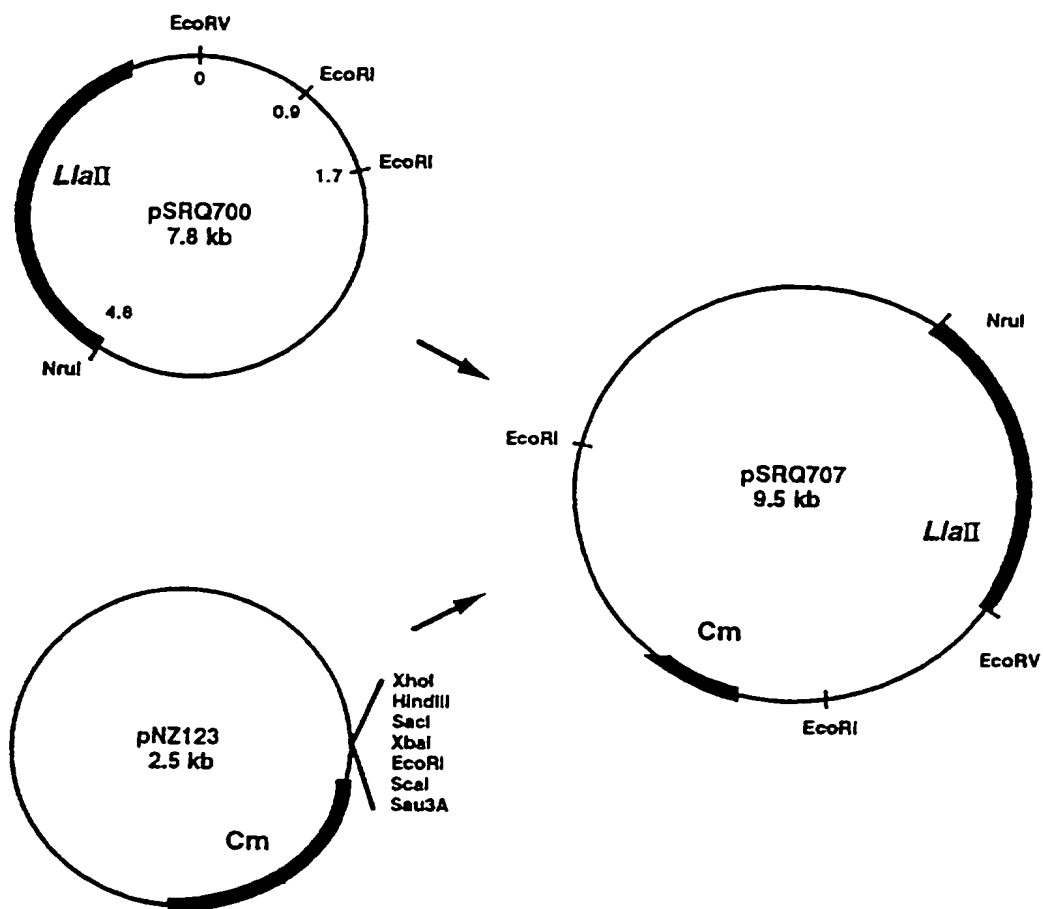 EcoRV
0
EcoRI
0.9
EcoRI
1.7
LlaII
pSRQ700
7.8 kb
4.8
NruI
NruI
EcoRI
pSRQ707
9.5 kb
LlaII
Cm
EcoRV
EcoRI
pNZ123
2.5 kb
XhoI
HindIII
SacI
XbaI
EcoRI
ScaI
Sau3A
Cm